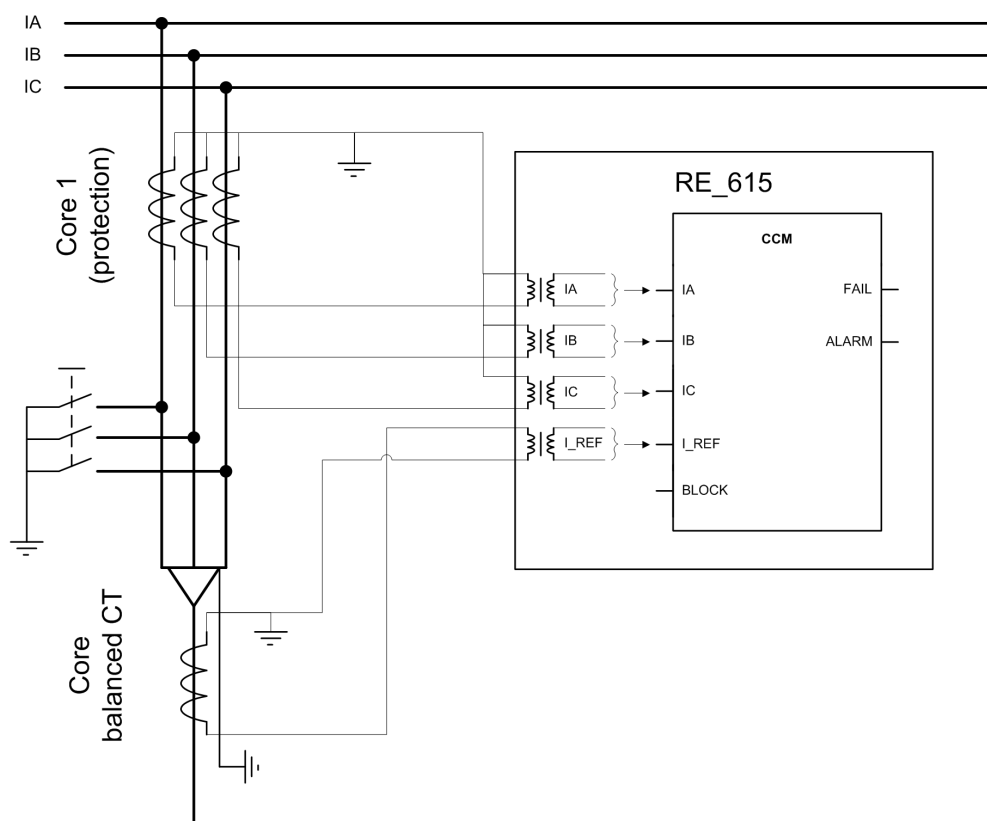 IA
IB
IC
Core 1
(protection)
RE_615
CCM
IA
IA
FAIL
IB
IB
ALARM
IC
IC
I_REF
I_REF
BLOCK
Core
balanced CT